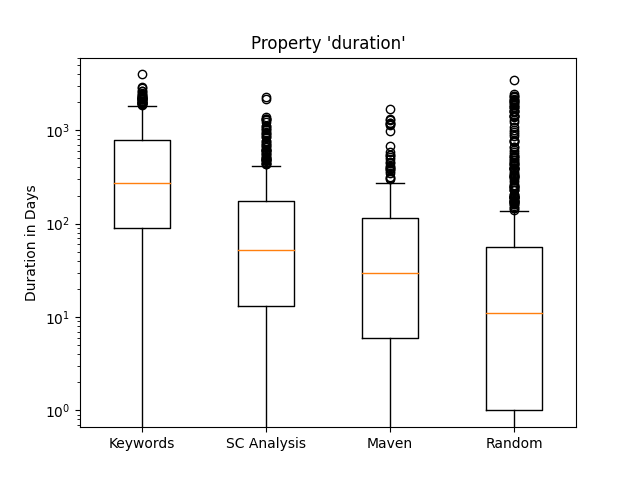 Property 'duration'
Duration in Days
10³
10²
10¹
10⁰
Keywords
SC Analysis
Maven
Random